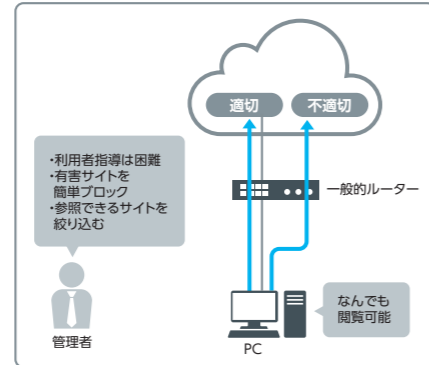 適切
不適切
・利用者指導は困難
・有害サイトを
簡単ブロック
・参照できるサイトを
絞り込む
一般的ルーター
なんでも
閲覧可能
管理者
PC